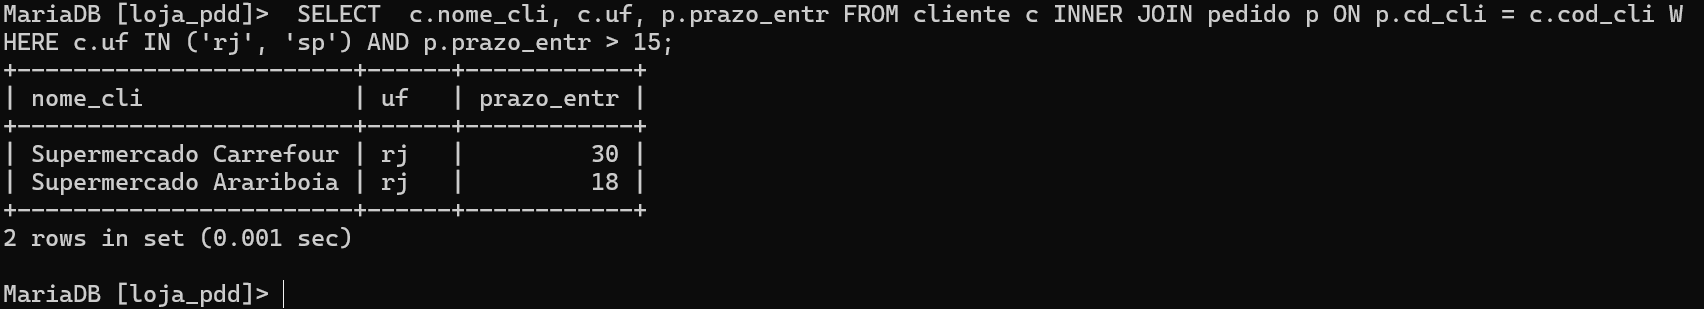 MariaDB [loja_pdd]>  SELECT  c.nome_cli, c.uf, p.prazo_entr FROM cliente c INNER JOIN pedido p ON p.cd_cli = c.cod_cli W
HERE c.uf IN ('rj', 'sp') AND p.prazo_entr > 15;
+------------------------+------+------------+
| nome_cli               | uf   | prazo_entr |
+------------------------+------+------------+
| Supermercado Carrefour | rj   |         30 |
| Supermercado Arariboia | rj   |         18 |
+------------------------+------+------------+
2 rows in set (0.001 sec)
MariaDB [loja_pdd]>